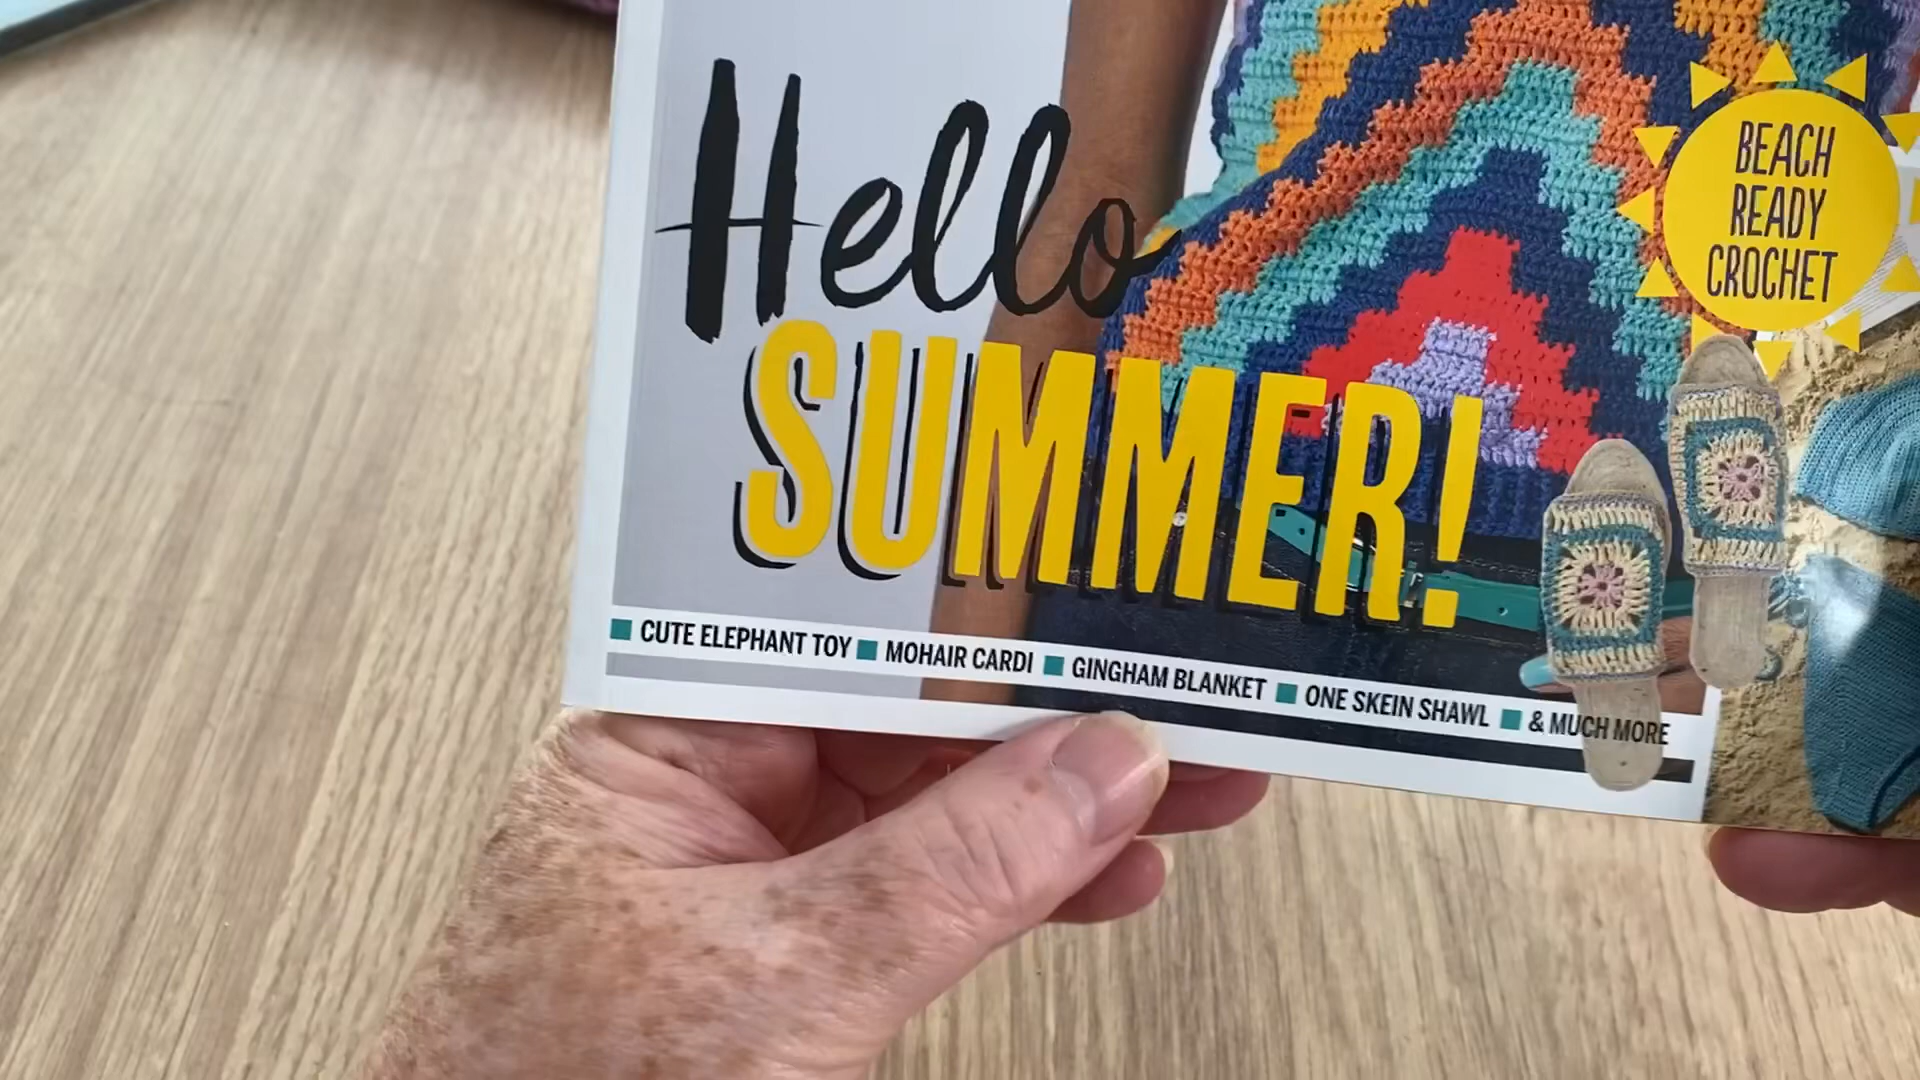 Hello
SUMMER!
BEACH
READY
CROCHET
CUTE ELEPHANT TOY ■ MOHAIR CARDI ■ GINGHAM BLANKET ■ ONE SKEIN SHAWL ■ & MUCH MORE